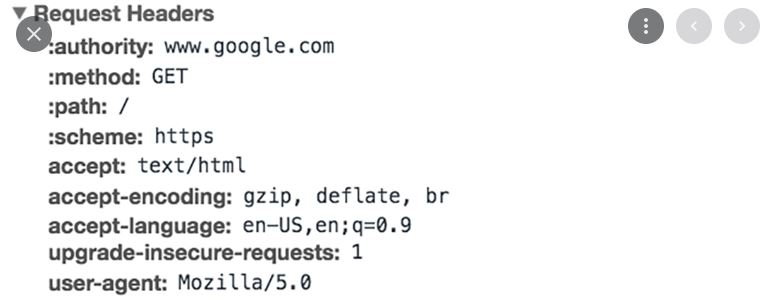 ▼ Request Headers
:authority: www.google.com
:method: GET
:path: /
:scheme: https
accept: text/html
accept-encoding: gzip, deflate, br
accept-language: en-US,en;q=0.9
upgrade-insecure-requests: 1
user-agent: Mozilla/5.0